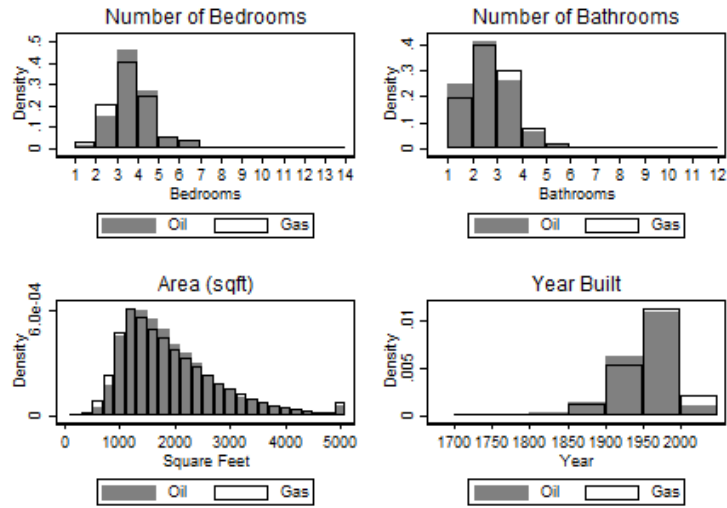 Number of Bedrooms
Density
0 .1 .2 .3 .4 .5
1 2 3 4 5 6 7 8 9 10 11 12 13 14
Bedrooms
Oil Gas
Number of Bathrooms
Density
0 .1 .2 .3 .4
1 2 3 4 5 6 7 8 9 10 11 12
Bathrooms
Oil Gas
Area (sqft)
Density
0 6.0e-04
0 1000 2000 3000 4000 5000
Square Feet
Oil Gas
Year Built
Density
0 .005 .01
1700 1750 1800 1850 1900 1950 2000
Year
Oil Gas